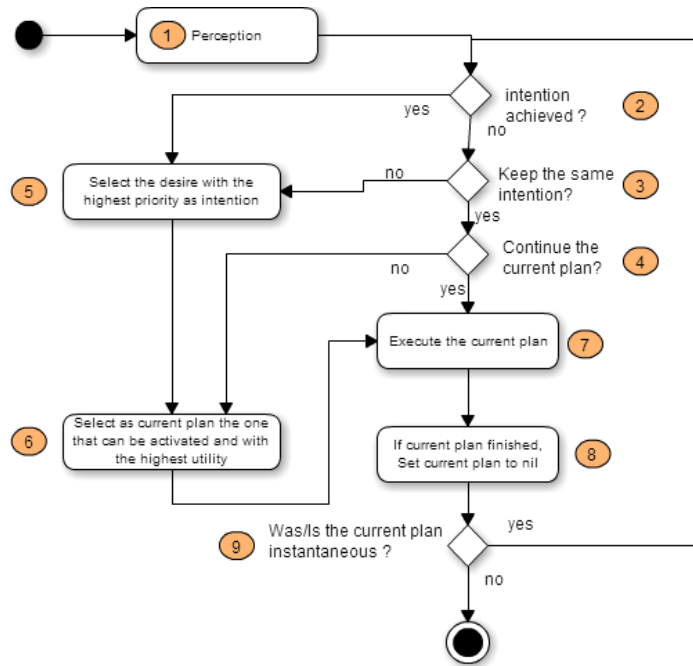 1 Perception
yes
intention
achieved ?
2
no
5
Select the desire with the
highest priority as intention
no
Keep the same
intention?
3
yes
Continue the
current plan?
4
no
yes
Execute the current plan
7
6
Select as current plan the one
that can be activated and with
the highest utility
If current plan finished,
Set current plan to nil
8
9
Was/Is the current plan
instantaneous ?
yes
no